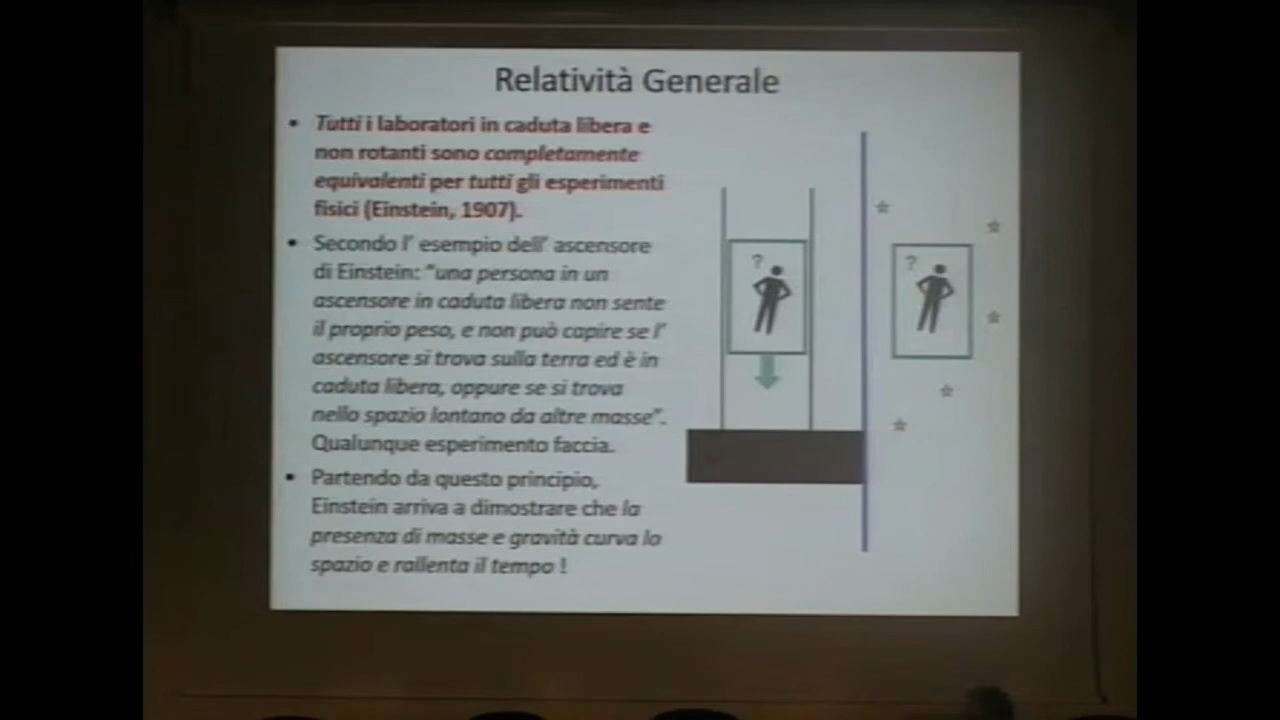 Relatività Generale
• Tutti i laboratori in caduta libera e
non rotanti sono completamente
equivalenti per tutti gli esperimenti
fisici (Einstein, 1907).
• Secondo l' esempio dell' ascensore
di Einstein: "una persona in un
ascensore in caduta libera non sente
il proprio peso, e non può capire se l'
ascensore si trova sulla terra ed è in
caduta libera, oppure se si trova
nello spazio lontano da altre masse".
Qualunque esperimento faccia.
• Partendo da questo principio,
Einstein arriva a dimostrare che la
presenza di masse e gravità curva lo
spazio e rallenta il tempo !
?
?